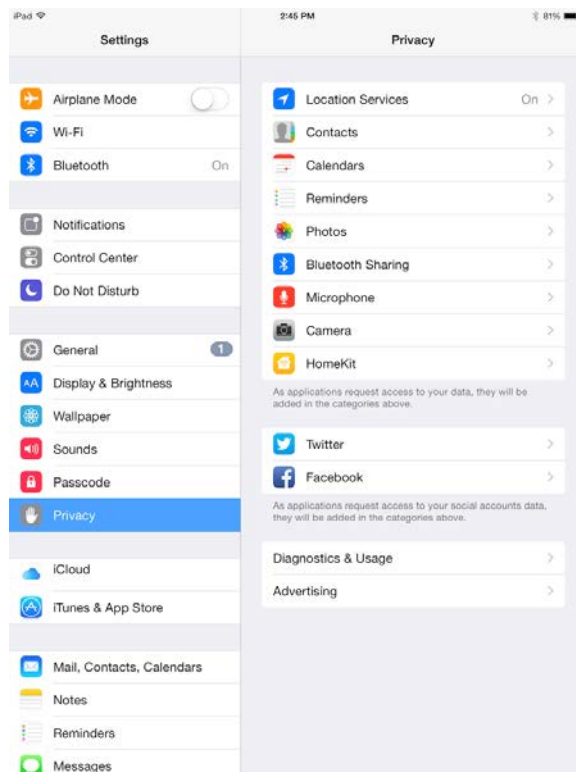 iPad
2:45 PM
81%
Settings
Privacy
Airplane Mode
Wi-Fi
Bluetooth On
Notifications
Control Center
Do Not Disturb
General 1
AA Display & Brightness
Wallpaper
Sounds
Passcode
Privacy
iCloud
iTunes & App Store
Mail, Contacts, Calendars
Notes
Reminders
Messages
Location Services On
Contacts
Calendars
Reminders
Photos
Bluetooth Sharing
Microphone
Camera
HomeKit
As applications request access to your data, they will be
added in the categories above.
Twitter
Facebook
As applications request access to your social accounts data,
they will be added in the categories above.
Diagnostics & Usage
Advertising